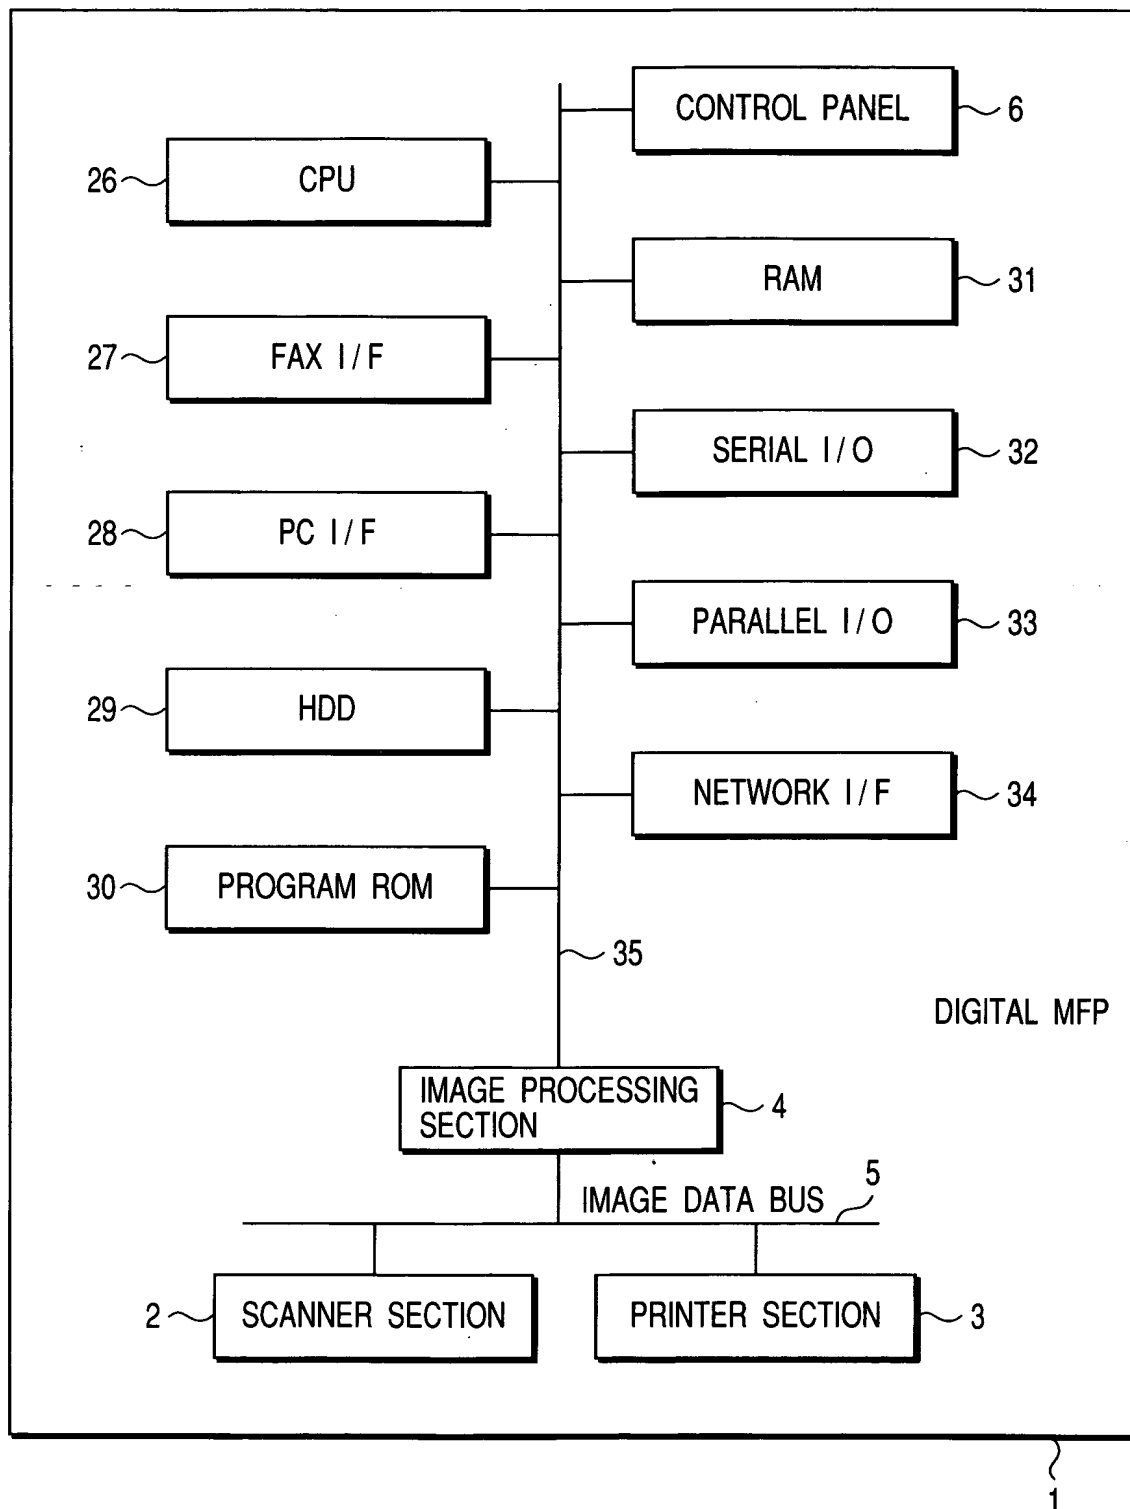 CONTROL PANEL 6
26 CPU
RAM 31
27 FAX I/F
SERIAL I/O 32
28 PC I/F
PARALLEL I/O 33
29 HDD
NETWORK I/F 34
30 PROGRAM ROM
35
DIGITAL MFP
IMAGE PROCESSING
SECTION
4
IMAGE DATA BUS 5
2 SCANNER SECTION
PRINTER SECTION 3
1